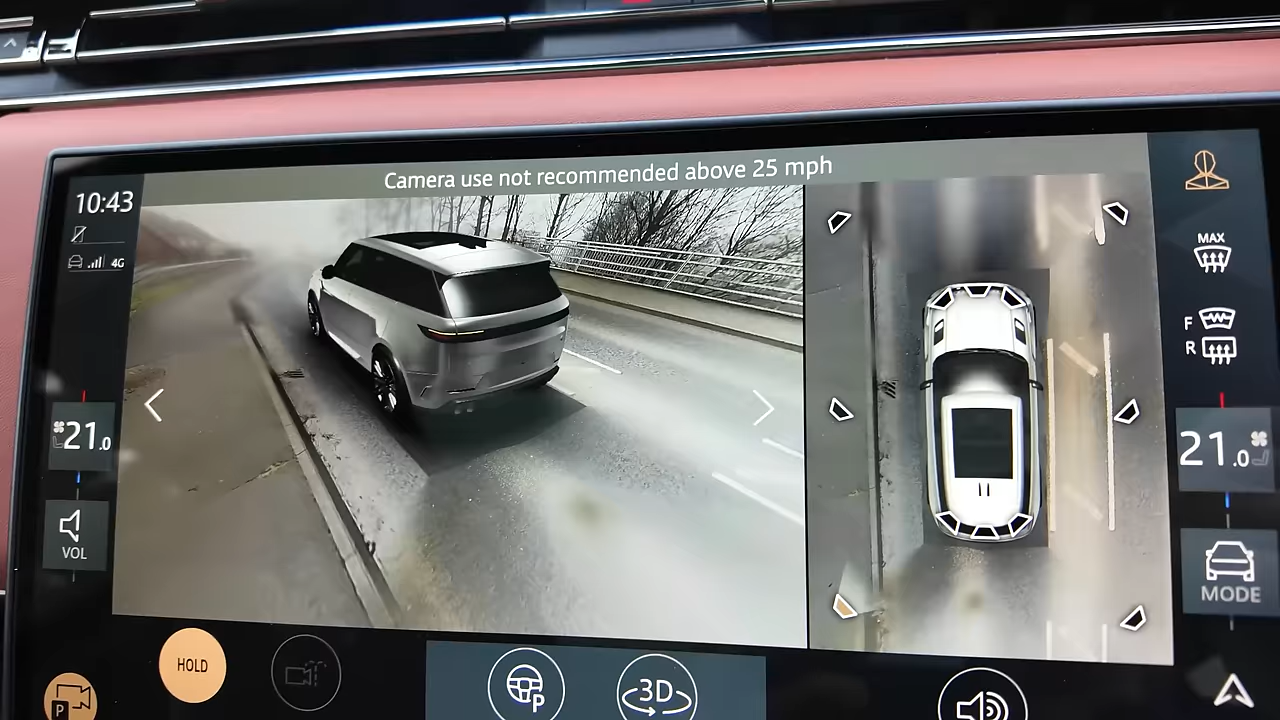 Camera use not recommended above 25 mph
10:43
4G
MAX
F
R
21.0
21.0
VOL
MODE
HOLD
P
P
3D